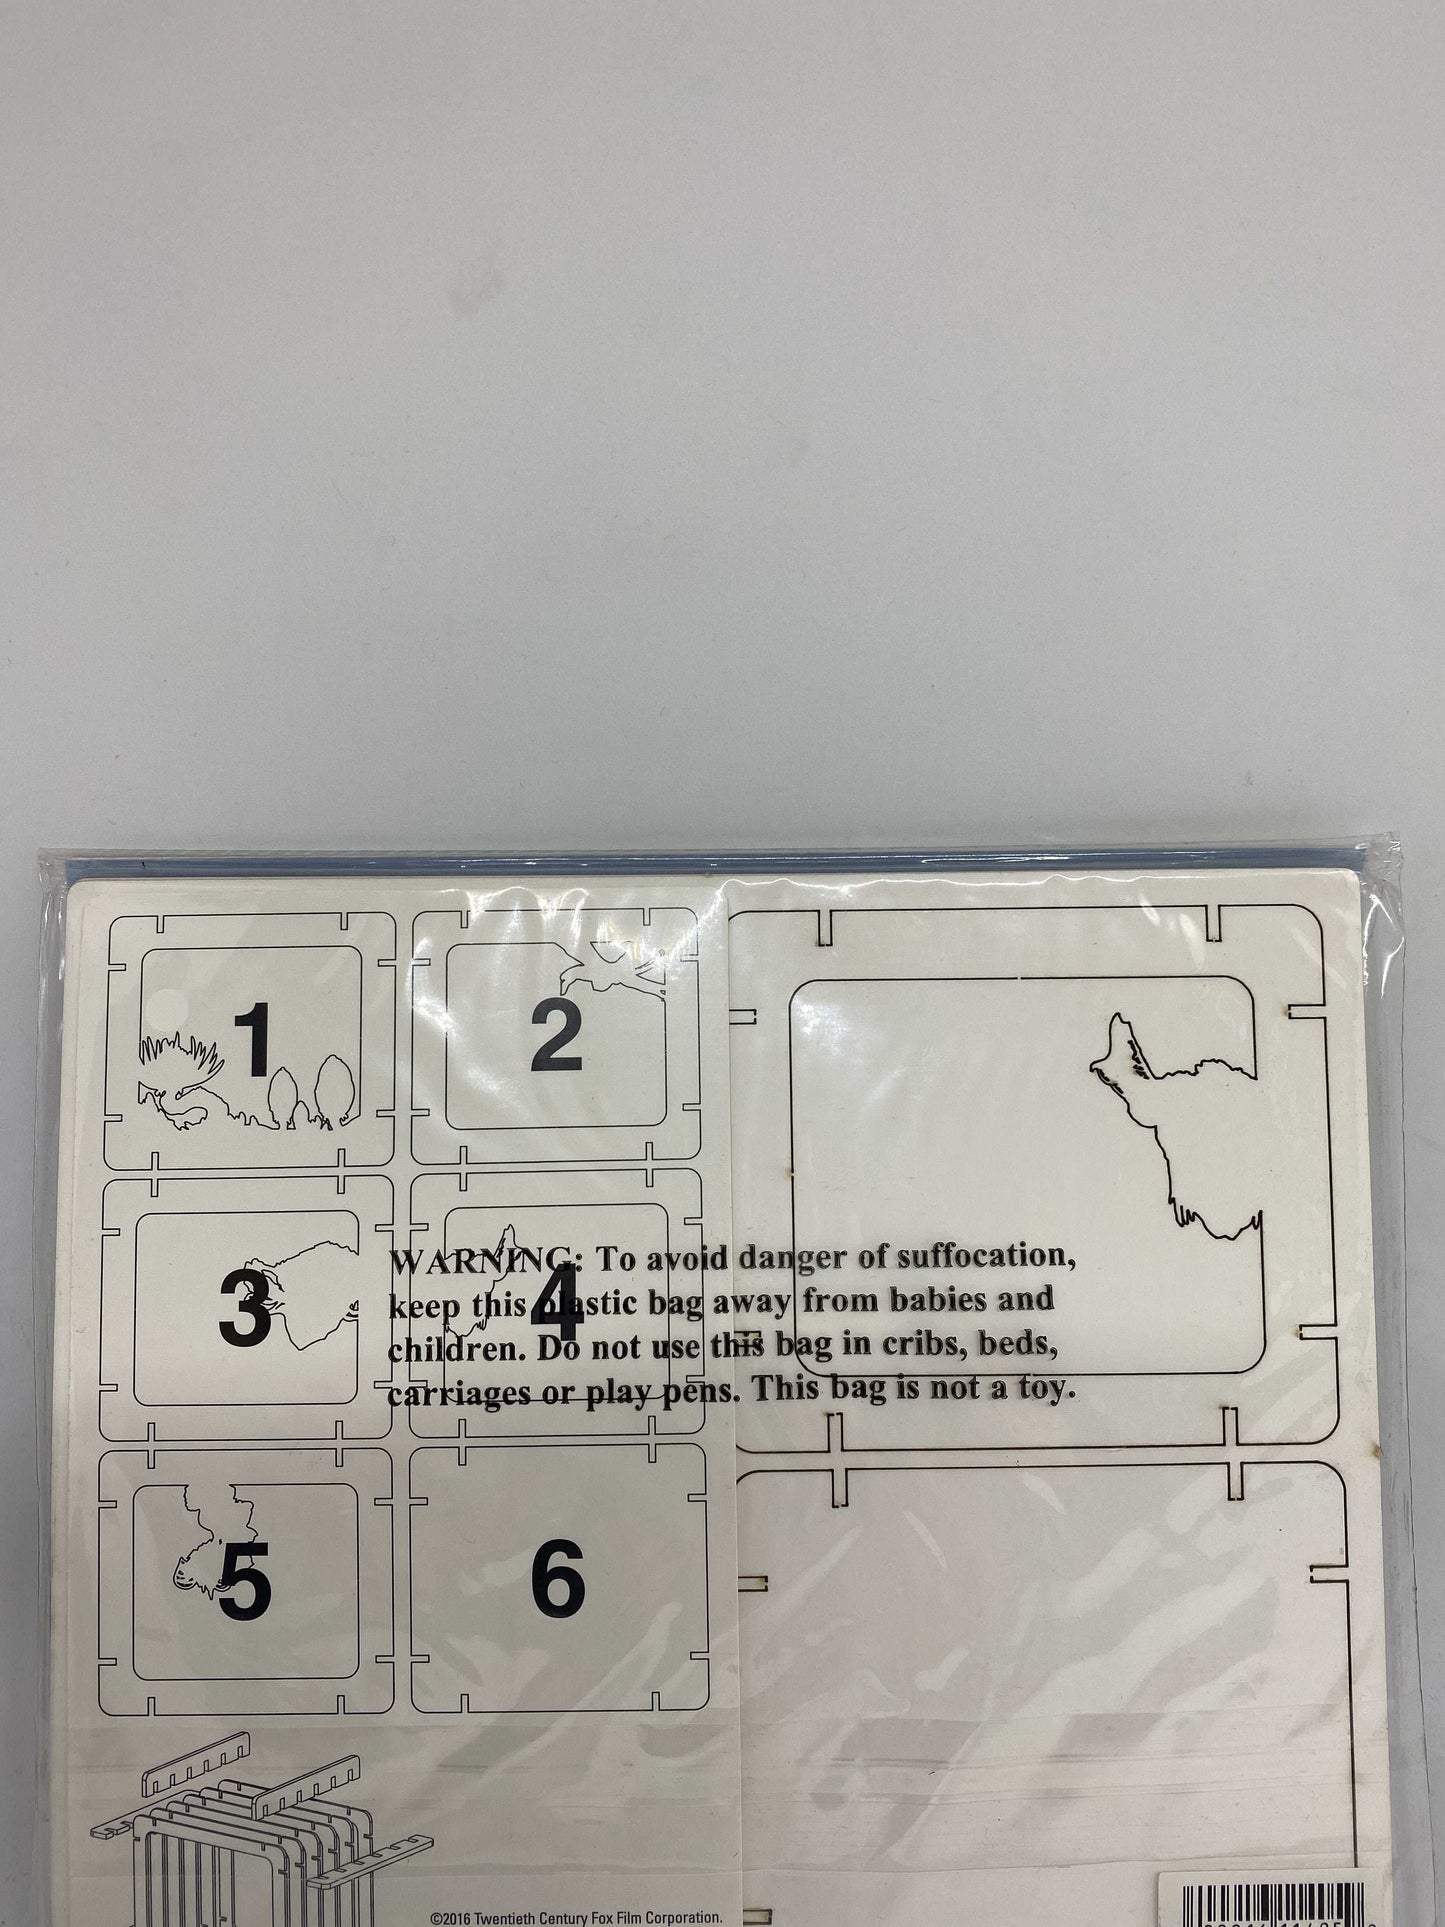 1
2
3
4
5
6
WARNING: To avoid danger of suffocation,
keep this plastic bag away from babies and
children. Do not use this bag in cribs, beds,
carriages or play pens. This bag is not a toy.
©2016 Twentieth Century Fox Film Corporation.